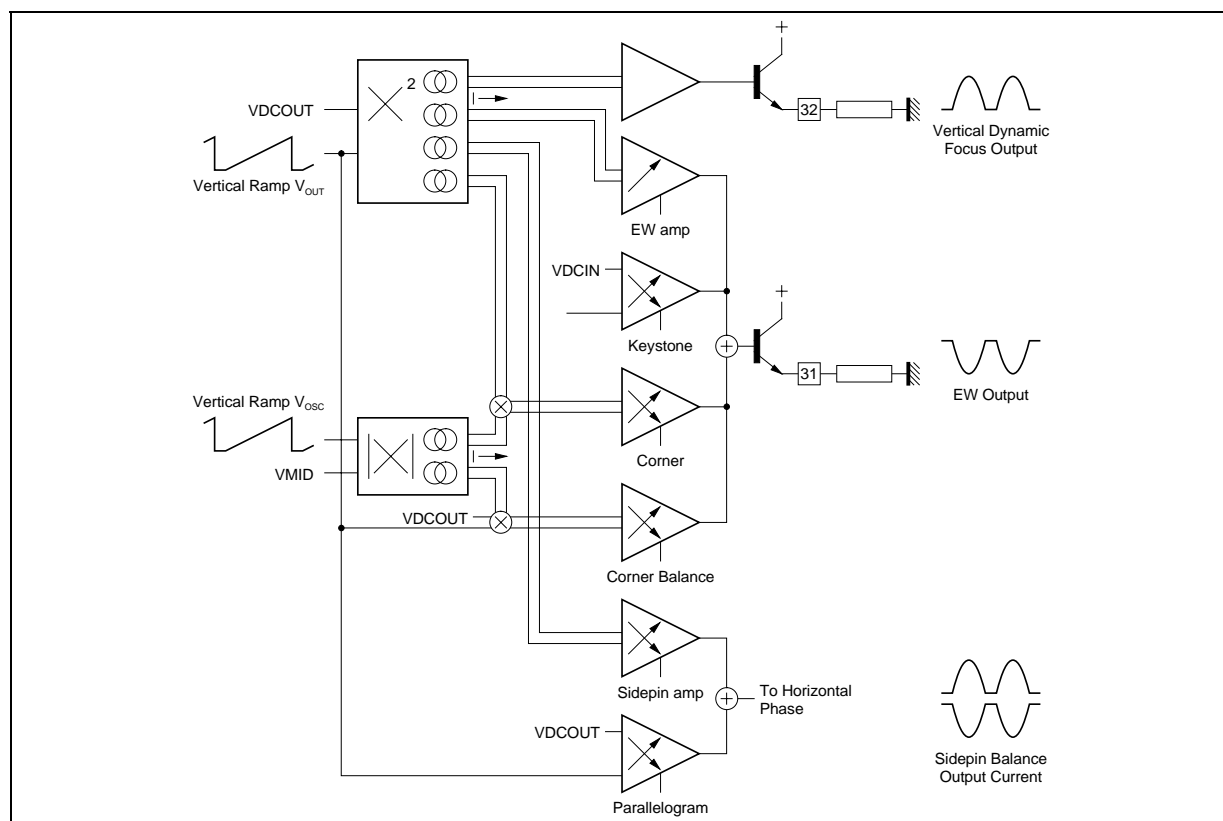 2
VDCOUT
I
32
Vertical Dynamic
Focus Output
Vertical Ramp VOUT
EW amp
VDCIN
Keystone
31
EW Output
Vertical Ramp VOSC
VMID
I
Corner
VDCOUT
Corner Balance
Sidepin amp
To Horizontal
Phase
VDCOUT
Sidepin Balance
Output Current
Parallelogram